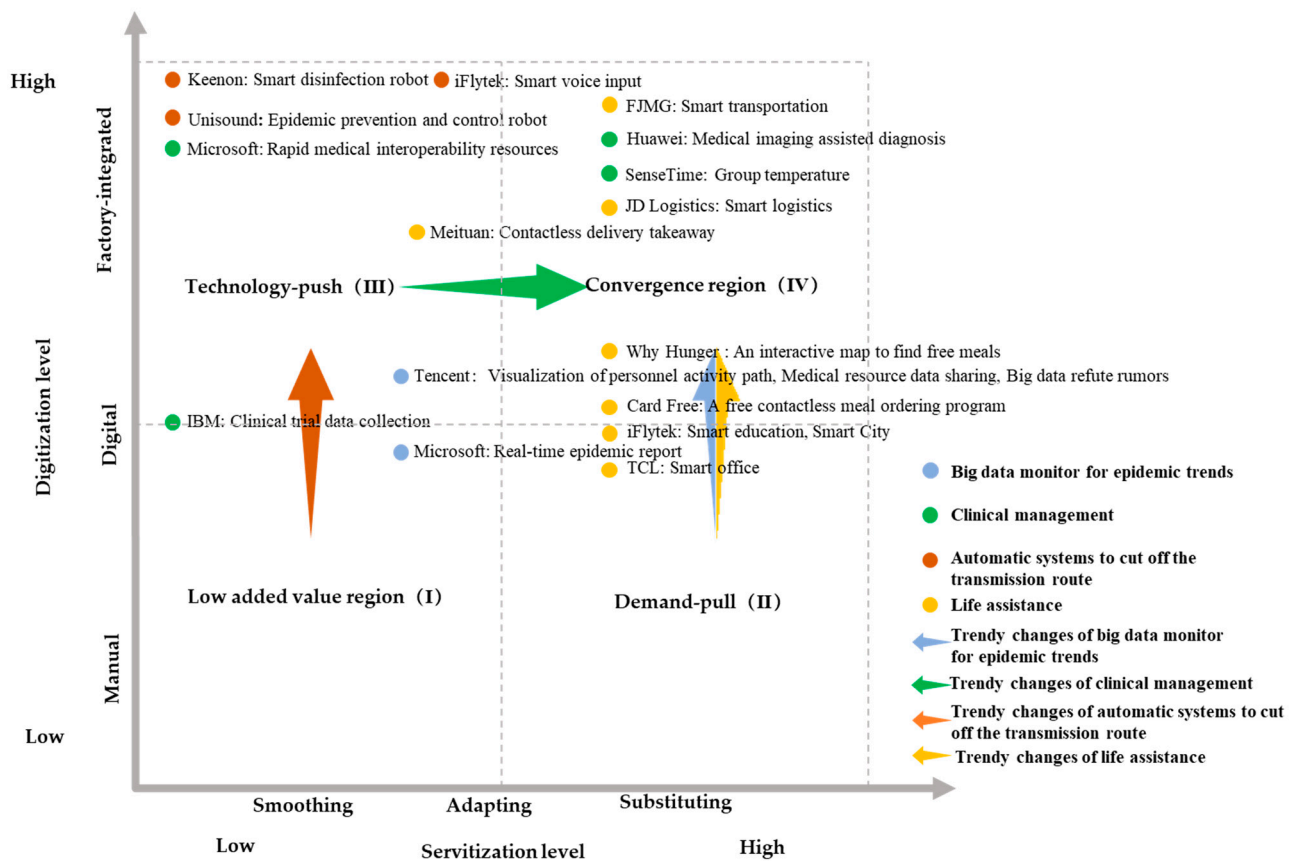 High
Keenon: Smart disinfection robot
iFlytek: Smart voice input
FJMG: Smart transportation
Unisound: Epidemic prevention and control robot
Huawei: Medical imaging assisted diagnosis
Microsoft: Rapid medical interoperability resources
SenseTime: Group temperature
JD Logistics: Smart logistics
Meituan: Contactless delivery takeaway
Factory-integrated
Technology-push（III）
Convergence region（IV）
Why Hunger : An interactive map to find free meals
Tencent： Visualization of personnel activity path, Medical resource data sharing, Big data refute rumors
Card Free: A free contactless meal ordering program
IBM: Clinical trial data collection
iFlytek: Smart education, Smart City
Microsoft: Real-time epidemic report
TCL: Smart office
Digitization level
Digital
Low added value region（I）
Demand-pull（II）
Manual
Low
Smoothing
Adapting
Substituting
Low
Servitization level
High
Big data monitor for epidemic trends
Clinical management
Automatic systems to cut off the
transmission route
Life assistance
Trendy changes of big data monitor
for epidemic trends
Trendy changes of clinical management
Trendy changes of automatic systems to cut
off the transmission route
Trendy changes of life assistance